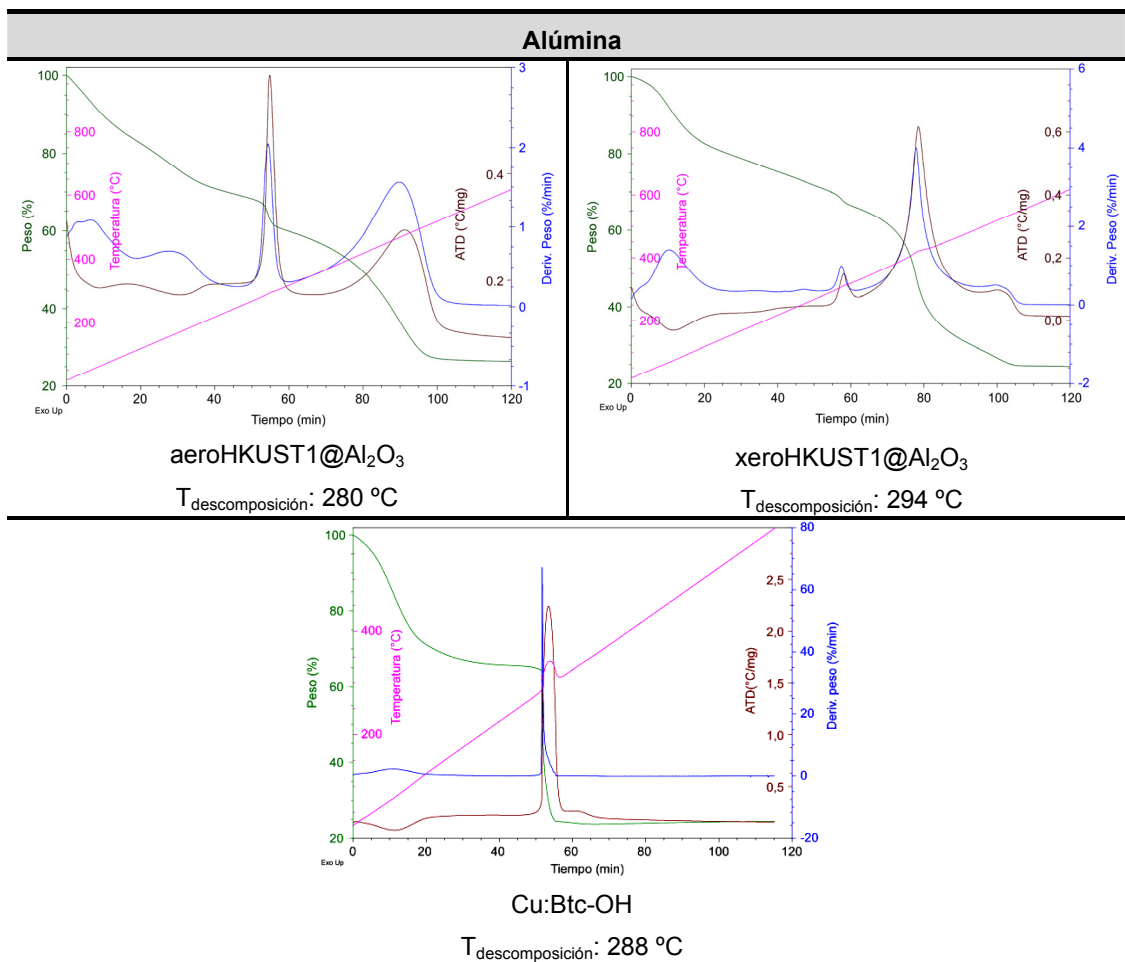 Alúmina
100
80
60
40
20
Peso (%)
800
600
400
200
Temperatura (°C)
0.4
0.2
ATD (°C/mg)
3
2
1
0
-1
Deriv. Peso (%/min)
0
20
40
60
80
100
120
Exo Up
Tiempo (min)
aeroHKUST1@Al₂O₃
Tdescomposición: 280 ºC
100
80
60
40
20
Peso (%)
800
600
400
200
Temperatura (°C)
0,6
0,4
0,2
0,0
ATD (°C/mg)
6
4
2
0
-2
Deriv. Peso (%/min)
0
20
40
60
80
100
120
Exo Up
Tiempo (min)
xeroHKUST1@Al₂O₃
Tdescomposición: 294 ºC
100
80
60
40
20
Peso (%)
400
200
Temperatura (°C)
2,5
2,0
1,5
1,0
0,5
ATD(°C/mg)
80
60
40
20
0
-20
Deriv. peso (%/min)
0
20
40
60
80
100
120
Exo Up
Tiempo (min)
Cu:Btc-OH
Tdescomposición: 288 ºC